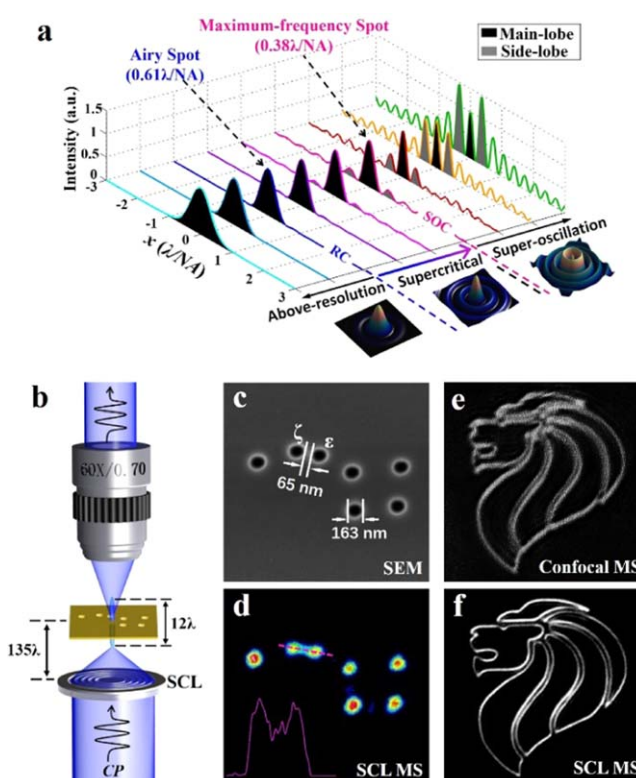 a
Maximum-frequency Spot
(0.38λ/NA)
Main-lobe
Side-lobe
Airy Spot
(0.61λ/NA)
Intensity (a.u.)
1.5
1
0.5
0
-3
-2
-1
0
1
2
3
x (λ/NA)
RC
SOC
Above-resolution
Supercritical
Super-oscillation
b
60X/0.70
12λ
135λ
SCL
CP
c
ζ
ε
65 nm
163 nm
SEM
d
SCL MS
e
Confocal MS
f
SCL MS